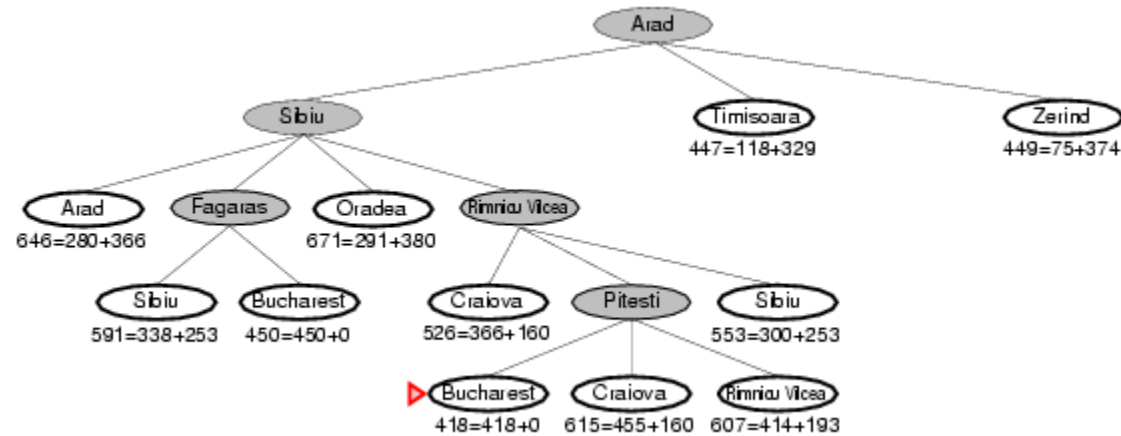 Arad
Sibiu
Timisoara
Zerind
447=118+329
449=75+374
Arad
Fagaras
Oradea
Rimnicu Vilcea
646=280+366
671=291+380
Sibiu
Bucharest
Craiova
Pitesti
Sibiu
591=338+253
450=450+0
526=366+160
553=300+253
Bucharest
Craiova
Rimnicu Vilcea
418=418+0
615=455+160
607=414+193